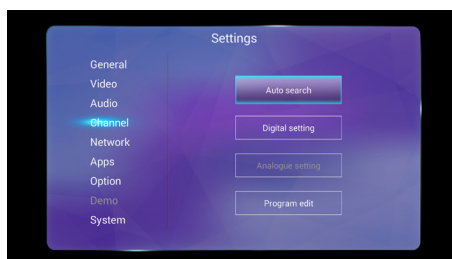 Settings
General
Video
Audio
Channel
Network
Apps
Option
Demo
System
Auto search
Digital setting
Analogue setting
Program edit